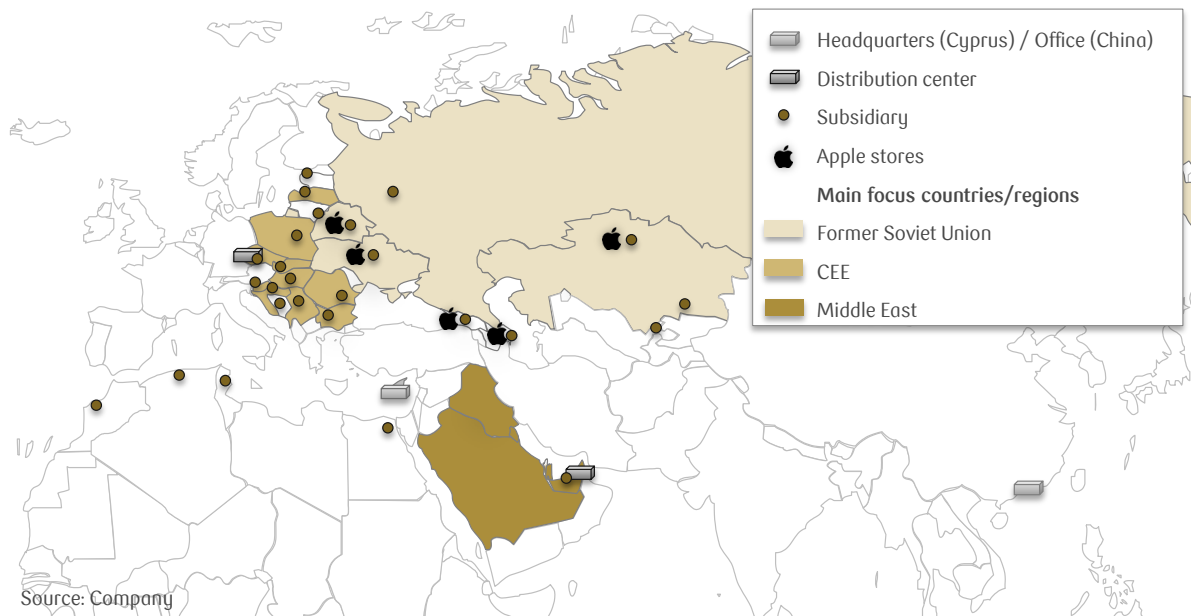 Headquarters (Cyprus) / Office (China)
Distribution center
Subsidiary
Apple stores
Main focus countries/regions
Former Soviet Union
CEE
Middle East
Source: Company